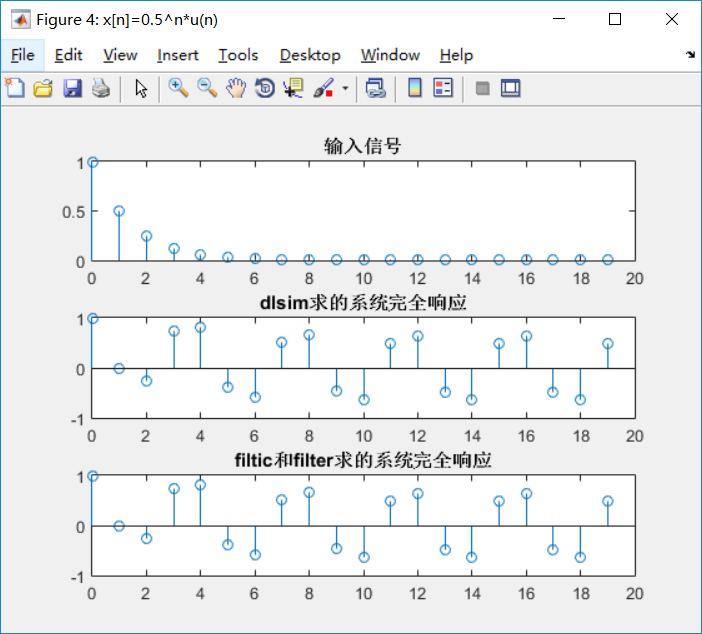 Figure 4: x[n]=0.5^n*u(n)
File Edit View Insert Tools Desktop Window Help
输入信号
1
0.5
0
0 2 4 6 8 10 12 14 16 18 20
dlsim求的系统完全响应
1
0
-1
0 2 4 6 8 10 12 14 16 18 20
filtic和filter求的系统完全响应
1
0
-1
0 2 4 6 8 10 12 14 16 18 20